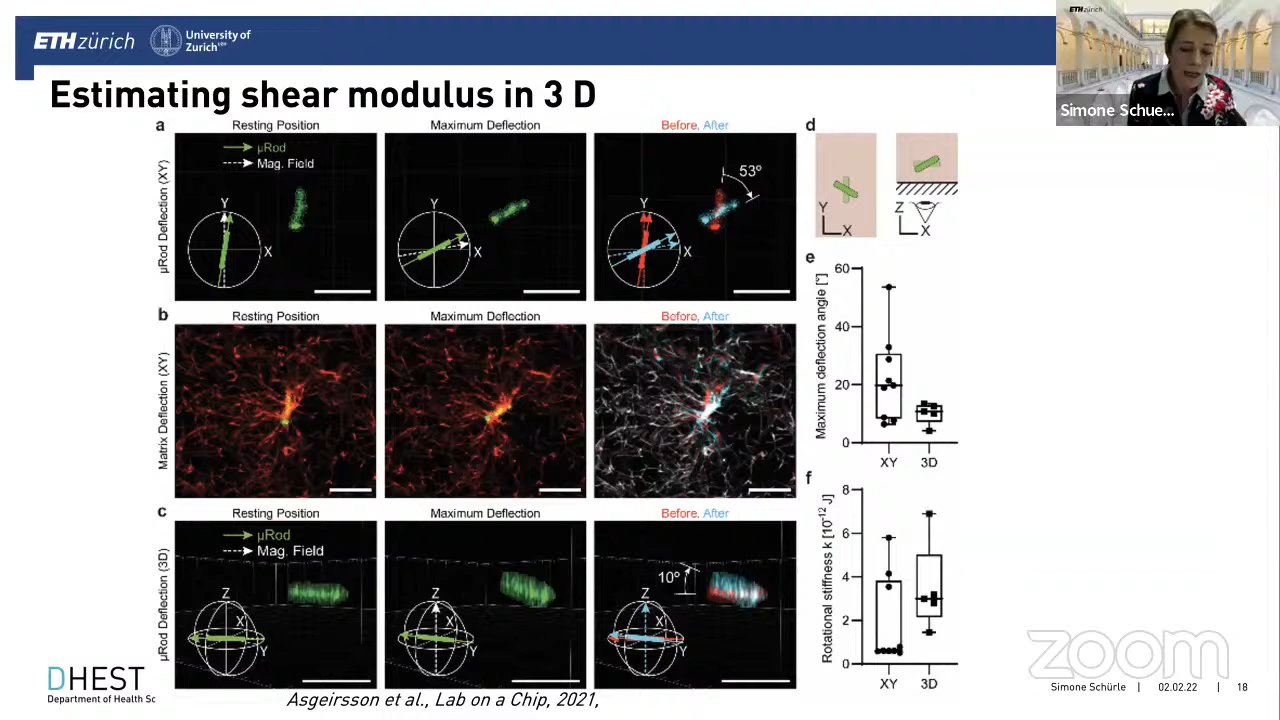 ETH zürich
University of
Zurich UZH
ETH zürich
Simone Schue...
Estimating shear modulus in 3 D
a
Resting Position
Maximum Deflection
Before, After
μRod Deflection (XY)
μRod
Mag. Field
Y
X
Y
X
Y
X
53º
d
Y
X
Z
X
b
Resting Position
Maximum Deflection
Before, After
Matrix Deflection (XY)
e
Maximum deflection angle [°]
60
40
20
0
XY
3D
c
Resting Position
Maximum Deflection
Before, After
μRod Deflection (3D)
μRod
Mag. Field
Z
X
Y
Z
X
Y
Z
X
Y
10º
f
Rotational stiffness k [10⁻¹² J]
8
6
4
2
0
XY
3D
zoom
DHEST
Department of Health Sc
Asgeirsson et al., Lab on a Chip, 2021,
Simone Schürle | 02.02.22 | 18